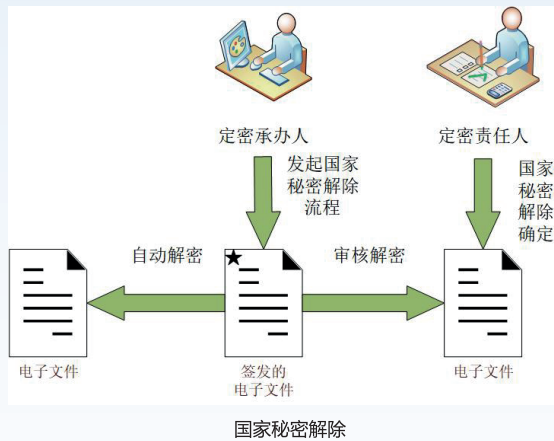 定密承办人
定密责任人
发起国家
秘密解除
流程
国家
秘密
解除
确定
自动解密
审核解密
电子文件
签发的
电子文件
电子文件
国家秘密解除